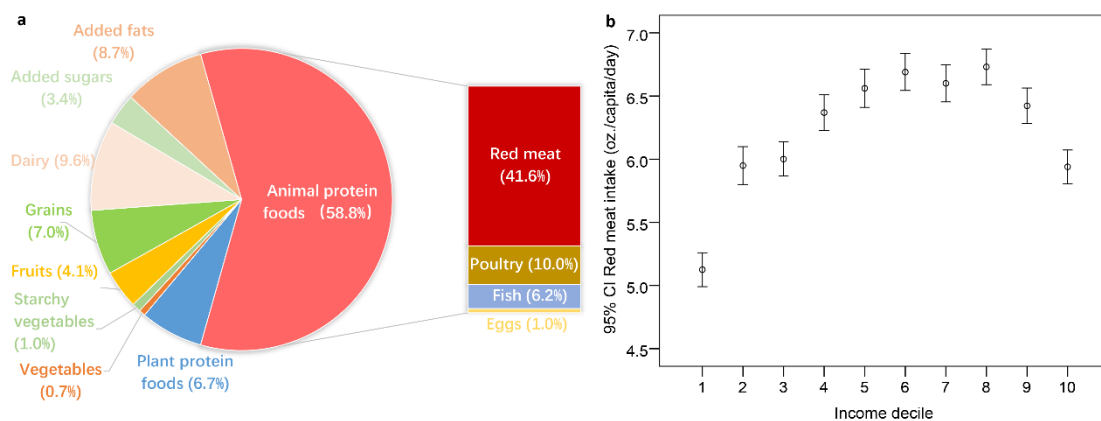 a
Added fats
(8.7%)
Added sugars
(3.4%)
Dairy (9.6%)
Grains
(7.0%)
Fruits (4.1%)
Starchy
vegetables
(1.0%)
Vegetables
(0.7%)
Plant protein
foods (6.7%)
Animal protein
foods (58.8%)
Red meat
(41.6%)
Poultry (10.0%)
Fish (6.2%)
Eggs (1.0%)
b
95% CI Red meat intake (oz./capita/day)
7.0
6.5
6.0
5.5
5.0
4.5
1 2 3 4 5 6 7 8 9 10
Income decile